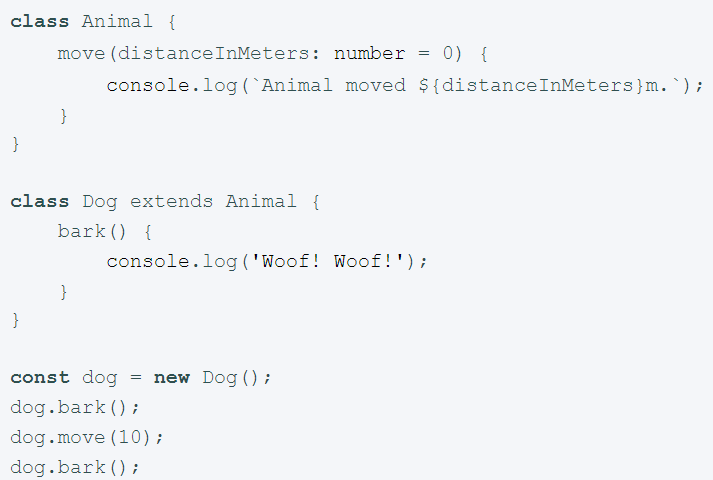 class Animal {
    move(distanceInMeters: number = 0) {
        console.log(`Animal moved ${distanceInMeters}m.`);
    }
}

class Dog extends Animal {
    bark() {
        console.log('Woof! Woof!');
    }
}

const dog = new Dog();
dog.bark();
dog.move(10);
dog.bark();